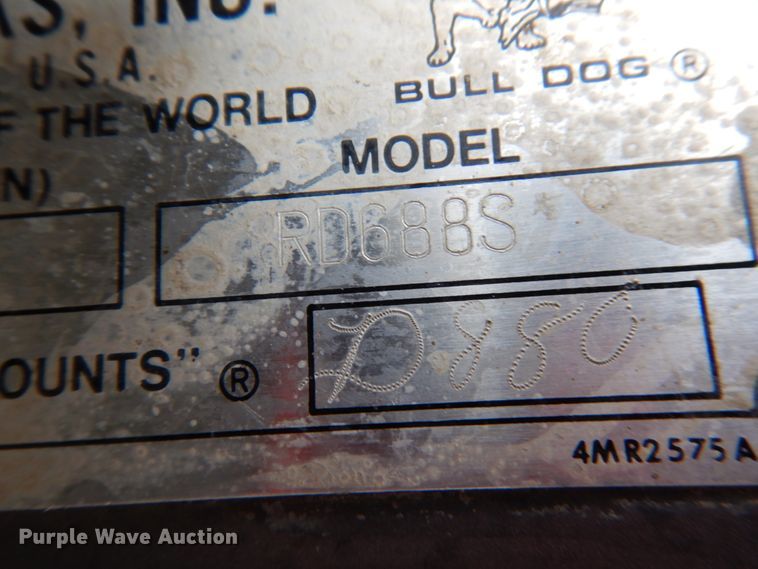 AS, INC.
U.S.A.
F THE WORLD
BULL DOG ®
N)
MODEL
RD688S
OUNTS" ®
D880
4MR2575A
Purple Wave Auction